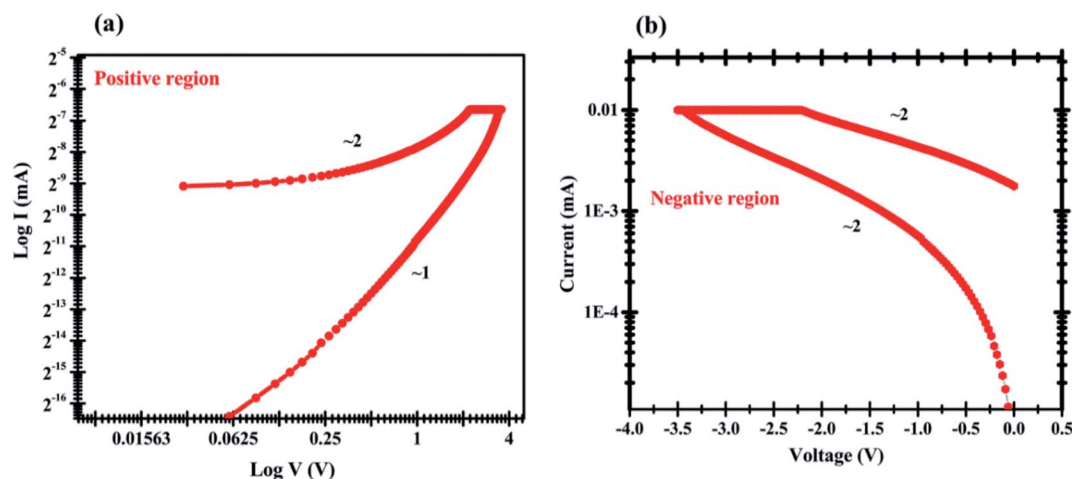 (a)
Positive region
2-5
2-6
2-7
2-8
2-9
2-10
2-11
2-12
2-13
2-14
2-15
2-16
Log I (mA)
~2
~1
0.01563 0.0625 0.25 1 4
Log V (V)
(b)
0.01
1E-3
1E-4
Current (mA)
~2
Negative region
~2
-4.0 -3.5 -3.0 -2.5 -2.0 -1.5 -1.0 -0.5 0.0 0.5
Voltage (V)